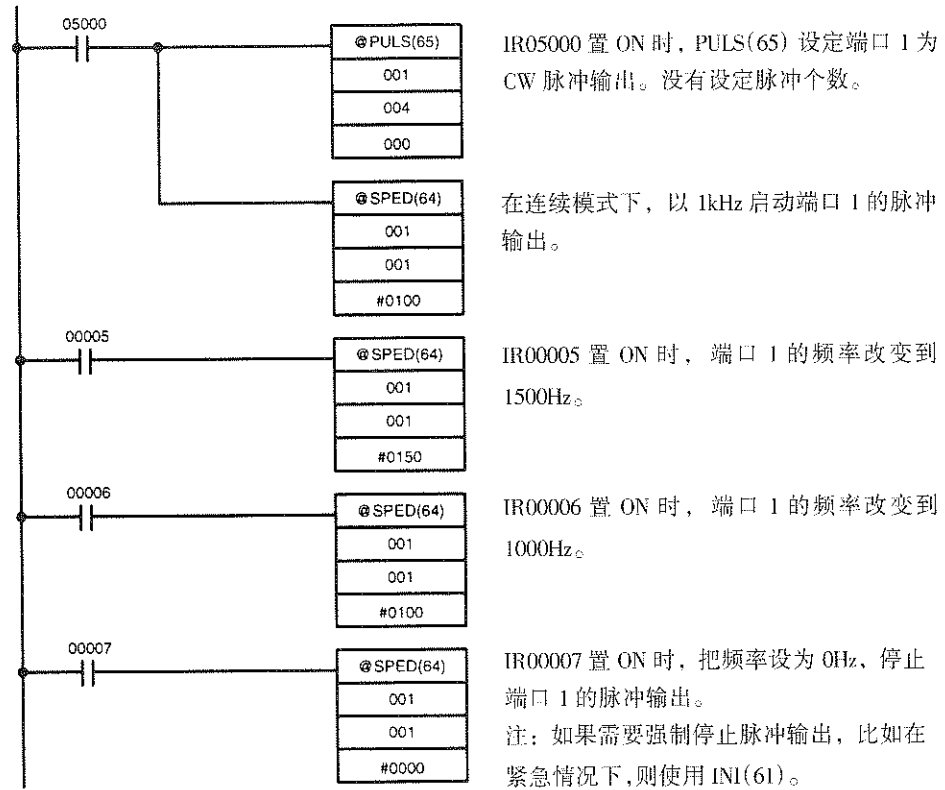 05000
@PULS(65)
001
004
000
IR05000 置 ON 时，PULS(65) 设定端口 1 为
CW 脉冲输出。没有设定脉冲个数。
@SPED(64)
001
001
#0100
在连续模式下，以 1kHz 启动端口 1 的脉冲
输出。
00005
@SPED(64)
001
001
#0150
IR00005 置 ON 时，端口 1 的频率改变到
1500Hz。
00006
@SPED(64)
001
001
#0100
IR00006 置 ON 时，端口 1 的频率改变到
1000Hz。
00007
@SPED(64)
001
001
#0000
IR00007 置 ON 时，把频率设为 0Hz，停止
端口 1 的脉冲输出。
注：如果需要强制停止脉冲输出，比如在
紧急情况下,则使用 INI(61)。